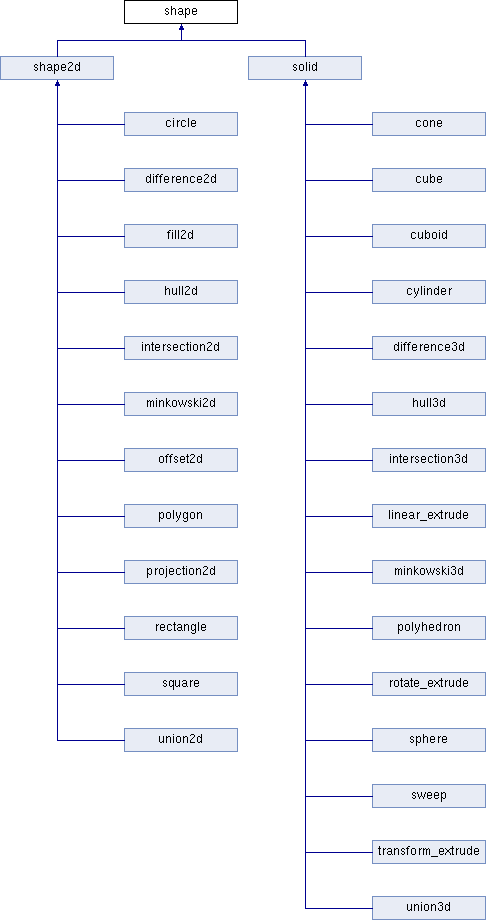 shape
shape2d
solid
circle
cone
difference2d
cube
fill2d
cuboid
hull2d
cylinder
intersection2d
difference3d
minkowski2d
hull3d
offset2d
intersection3d
polygon
linear_extrude
projection2d
minkowski3d
rectangle
polyhedron
square
rotate_extrude
union2d
sphere
sweep
transform_extrude
union3d